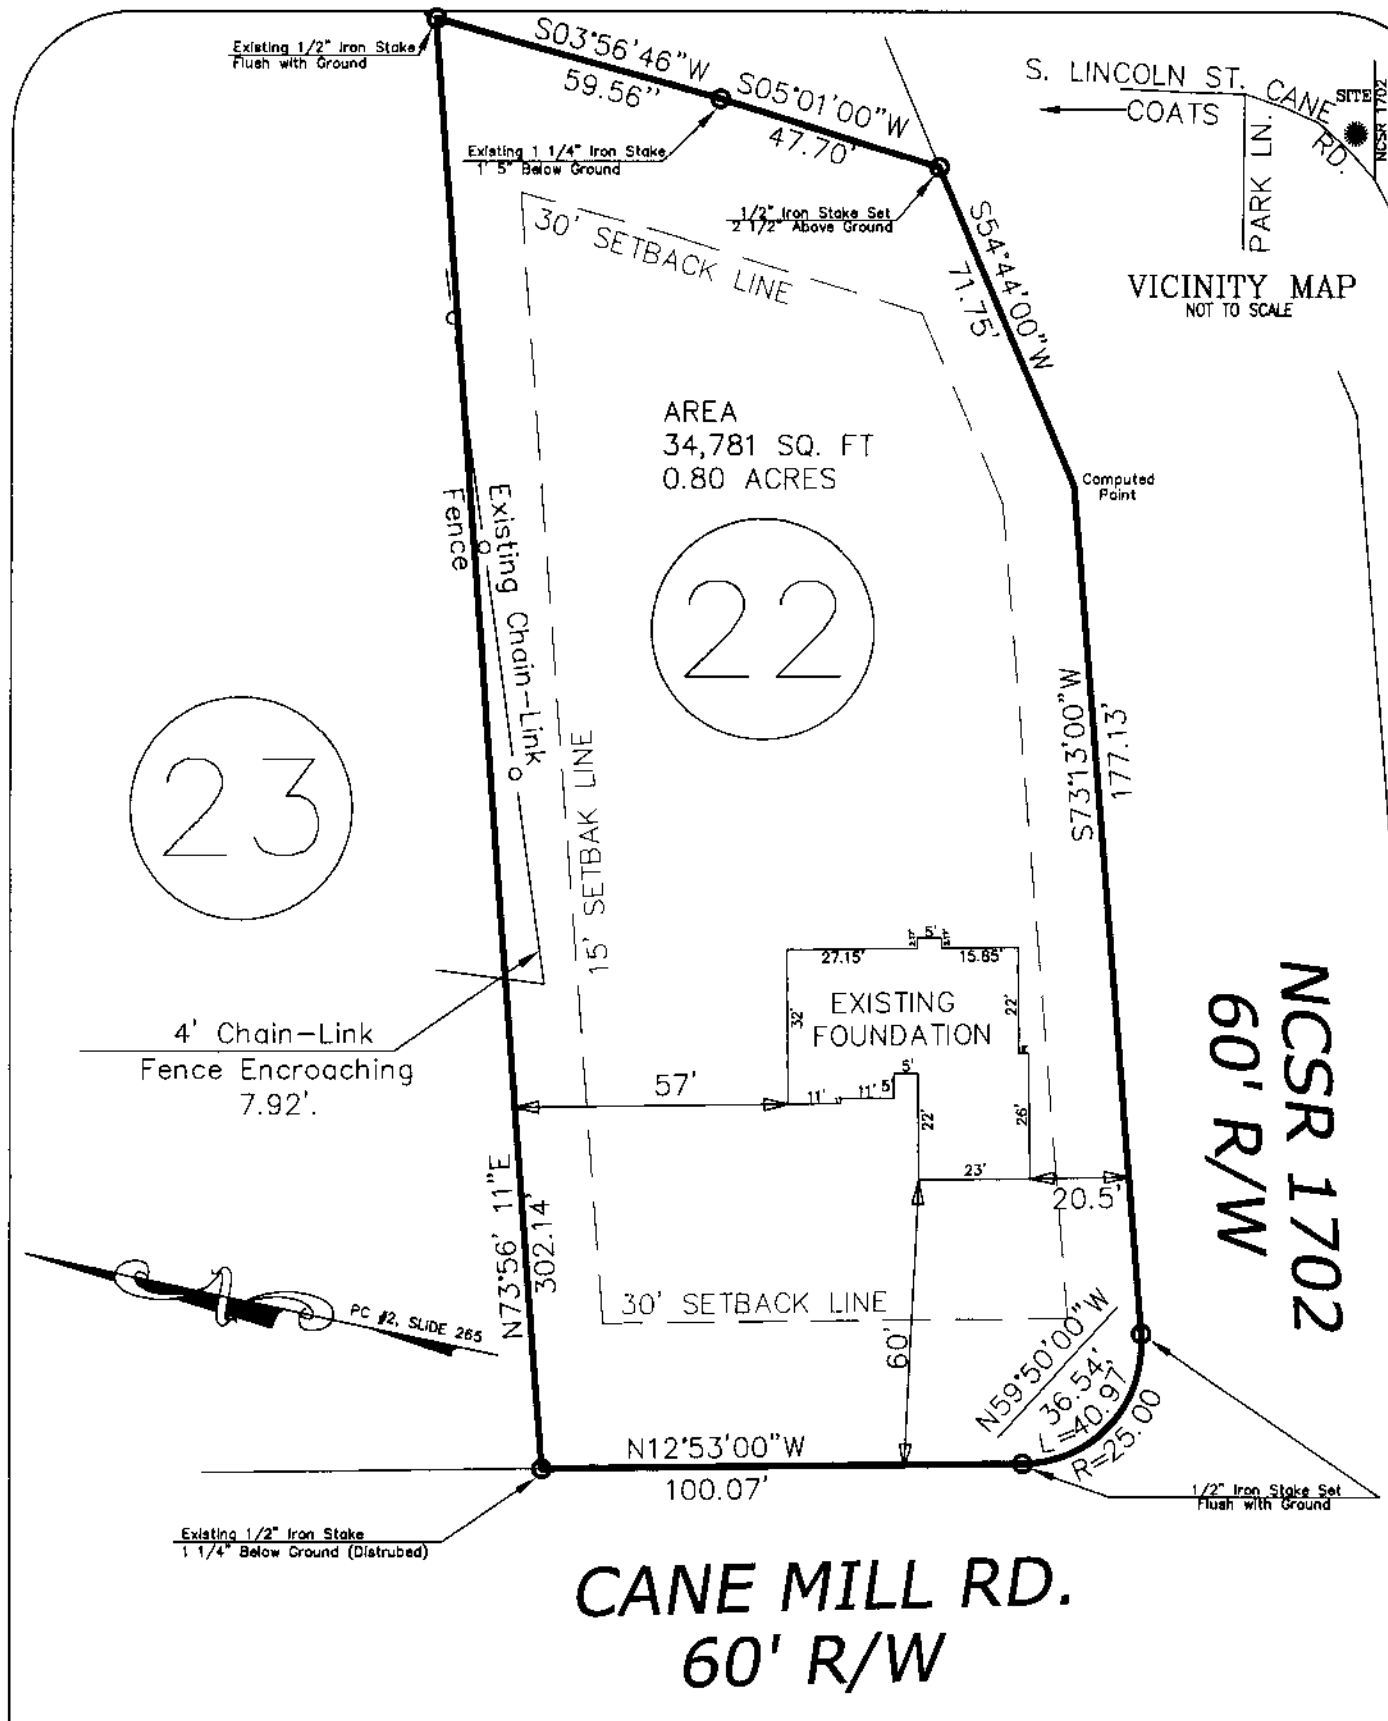 Existing 1/2" Iron Stake
Flush with Ground
S03°56'46"W
59.56"
S05°01'00"W
47.70'
Existing 1 1/4" Iron Stake
1' 5" Below Ground
1/2" Iron Stake Set
2 1/2" Above Ground
S. LINCOLN ST.
CANE
RD.
COATS
PARK LN.
SITE
NCSR 1702
VICINITY MAP
NOT TO SCALE
30' SETBACK LINE
S54°44'00"W
71.75'
AREA
34,781 SQ. FT
0.80 ACRES
Computed
Point
Existing Chain-Link
Fence
22
23
S73°13'00"W
177.13'
15' SETBAK LINE
4' Chain-Link
Fence Encroaching
7.92'.
27.15'
5'
15.85'
32'
EXISTING
FOUNDATION
22'
5'
5'
11'
11'
22'
26'
23'
57'
20.5'
NCSR 1702
60' R/W
N73°56' 11"E
302.14'
PC #2, SLIDE 265
30' SETBACK LINE
60'
N59°50'00"W
36.54'
L=40.97'
R=25.00
N12°53'00"W
100.07'
1/2" Iron Stake Set
Flush with Ground
Existing 1/2" Iron Stake
1 1/4" Below Ground (Distrubed)
CANE MILL RD.
60' R/W